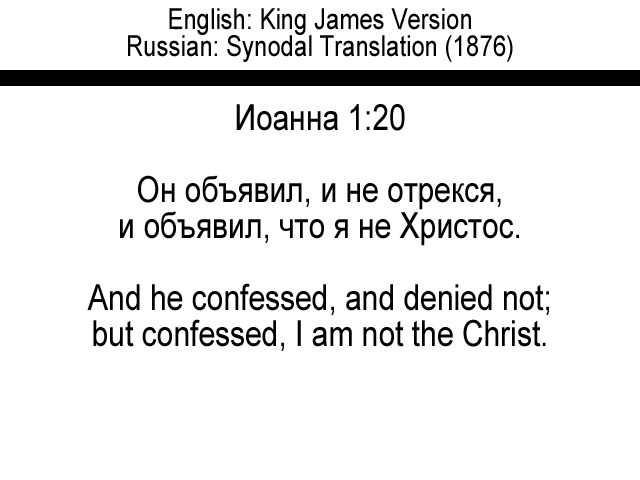 English: King James Version
Russian: Synodal Translation (1876)
Иоанна 1:20
Он объявил, и не отрекся,
и объявил, что я не Христос.
And he confessed, and denied not;
but confessed, I am not the Christ.